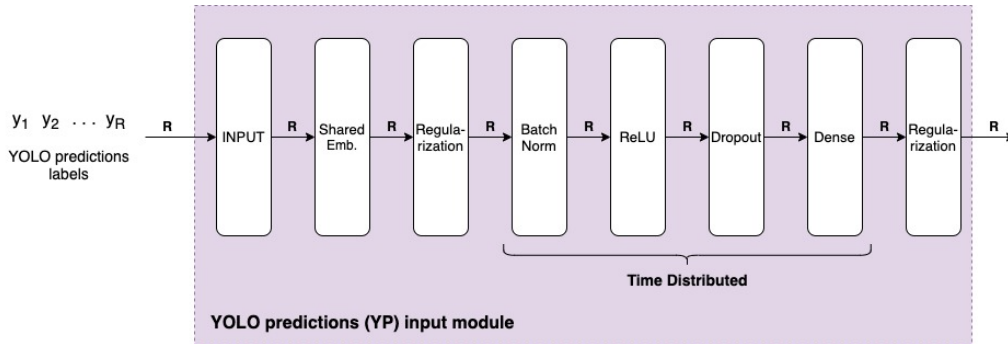 y1 y2 ... yR
YOLO predictions
labels
R
INPUT
R
Shared
Emb.
R
Regula-
rization
R
Batch
Norm
R
ReLU
R
Dropout
R
Dense
R
Regula-
rization
R
Time Distributed
YOLO predictions (YP) input module